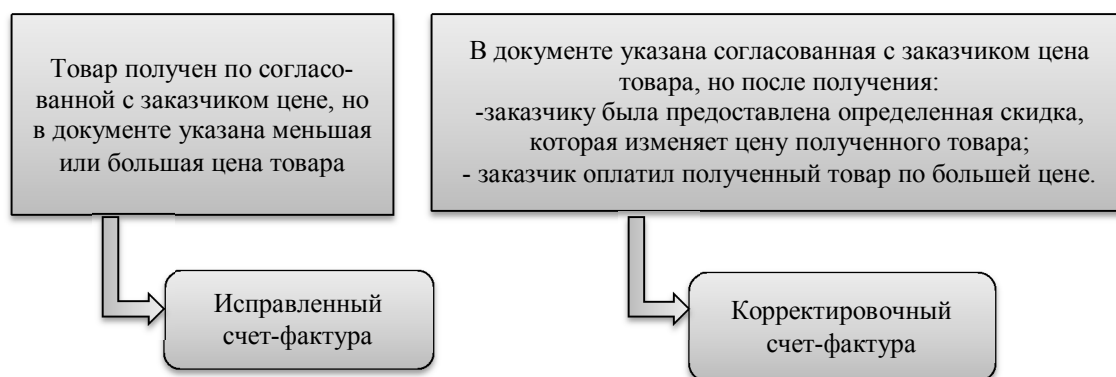 Товар получен по согласо-
ванной с заказчиком цене, но
в документе указана меньшая
или большая цена товара
В документе указана согласованная с заказчиком цена
товара, но после получения:
-заказчику была предоставлена определенная скидка,
которая изменяет цену полученного товара;
- заказчик оплатил полученный товар по большей цене.
Исправленный
счет-фактура
Корректировочный
счет-фактура